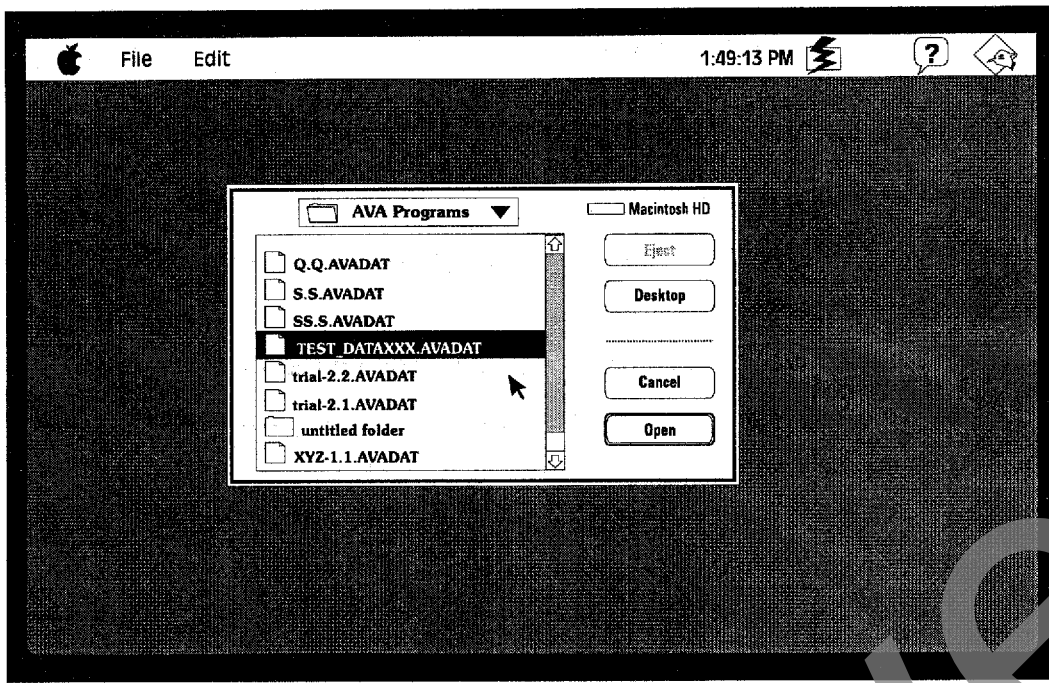 File Edit 1:49:13 PM ?
AVA Programs Macintosh HD
Q.Q.AVADAT
S.S.AVADAT
SS.S.AVADAT
TEST_DATAXXX.AVADAT
trial-2.2.AVADAT
trial-2.1.AVADAT
untitled folder
XYZ-1.1.AVADAT
Eject
Desktop
Cancel
Open